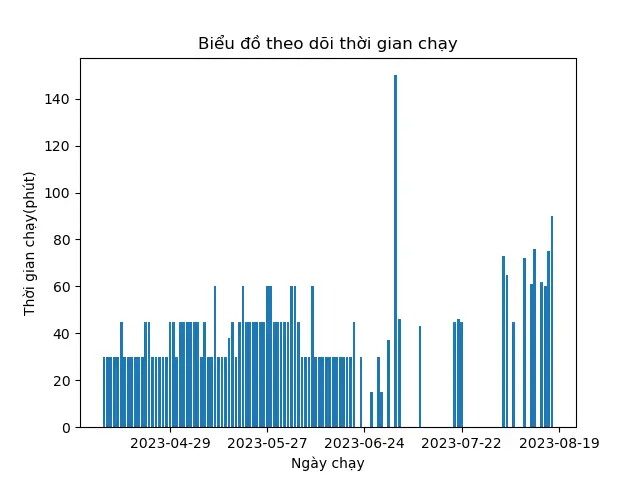 Biểu đồ theo dõi thời gian chạy
Thời gian chạy(phút)
140
120
100
80
60
40
20
0
2023-04-29 2023-05-27 2023-06-24 2023-07-22 2023-08-19
Ngày chạy